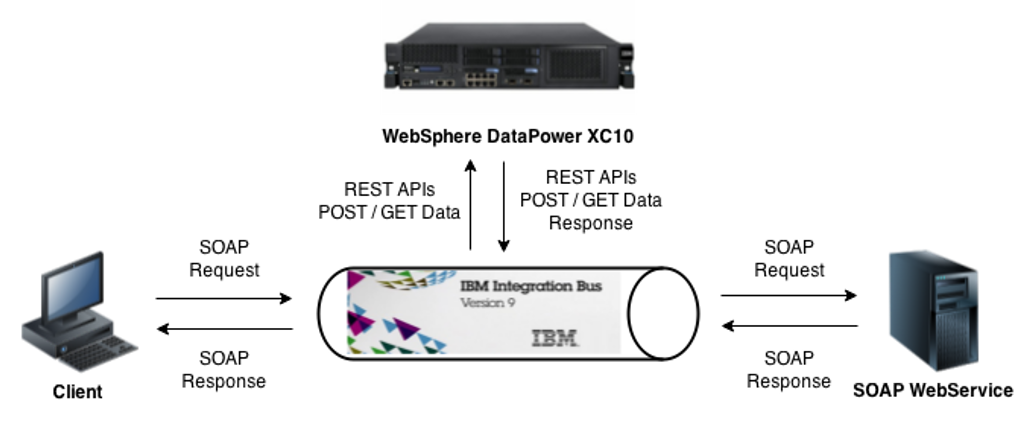 WebSphere DataPower XC10
REST APIs
POST / GET Data
REST APIs
POST / GET Data
Response
SOAP
Request
SOAP
Request
IBM Integration Bus
Version 9
IBM
SOAP
Response
SOAP
Response
Client
SOAP WebService